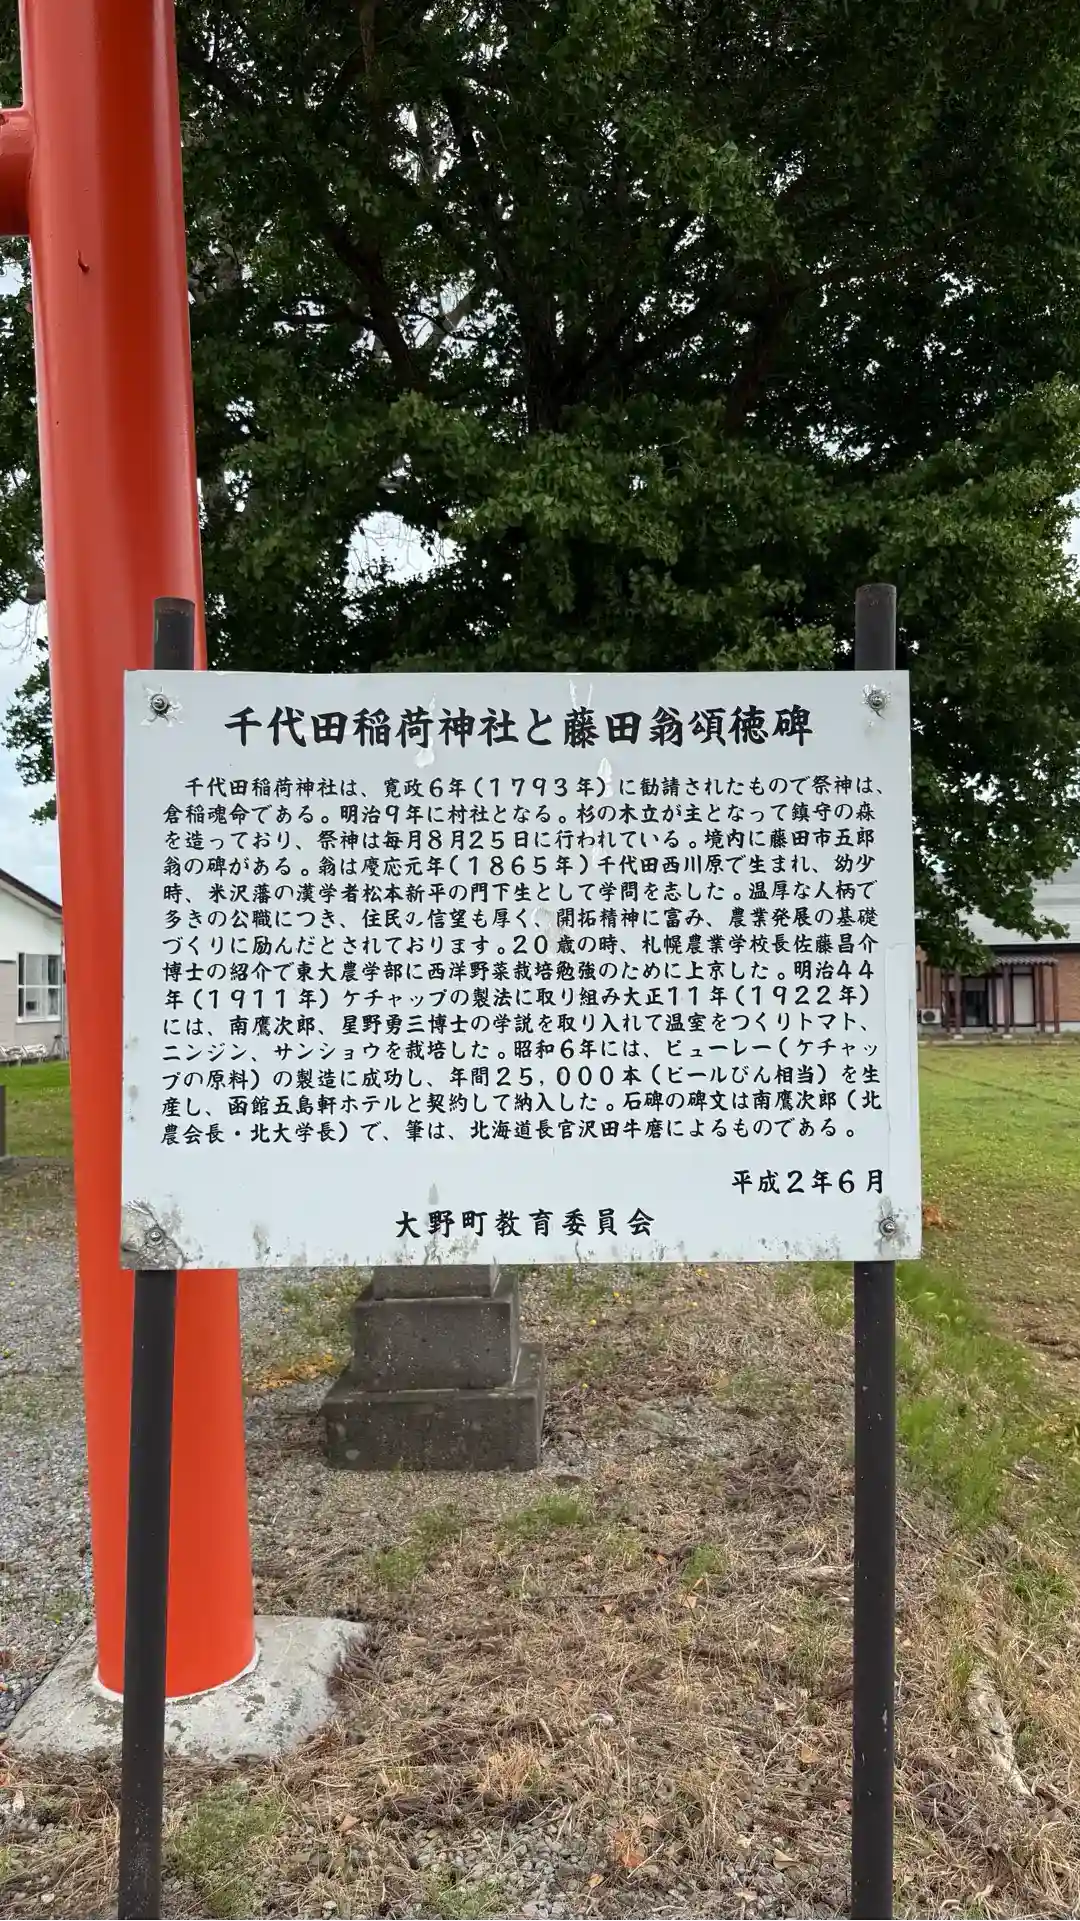 千代田稲荷神社と藤田翁頌徳碑
千代田稲荷神社は、寛政6年(1793年)に勧請されたもので祭神は、
倉稲魂命である。明治9年に村社となる。杉の木立が主となって鎮守の森
を造っており、祭神は毎月8月25日に行われている。境内に藤田市五郎
翁の碑がある。翁は慶応元年(1865年)千代田西川原で生まれ、幼少
時、米沢藩の漢学者松本新平の門下生として学問を志した。温厚な人柄で
多きの公職につき、住民の信望も厚く、開拓精神に富み、農業発展の基礎
づくりに励んだとされております。20歳の時、札幌農業学校長佐藤昌介
博士の紹介で東大農学部に西洋野菜栽培勉強のために上京した。明治44
年(1911年)ケチャップの製法に取り組み大正11年(1922年)
には、南鷹次郎、星野勇三博士の学説を取り入れて温室をつくりトマト、
ニンジン、サンショウを栽培した。昭和6年には、ピューレー(ケチャッ
プの原料)の製造に成功し、年間25,000本(ビールびん相当)を生
産し、函館五島軒ホテルと契約して納入した。石碑の碑文は南鷹次郎(北
農会長・北大学長)で、筆は、北海道長官沢田牛麿によるものである。
平成2年6月
大野町教育委員会